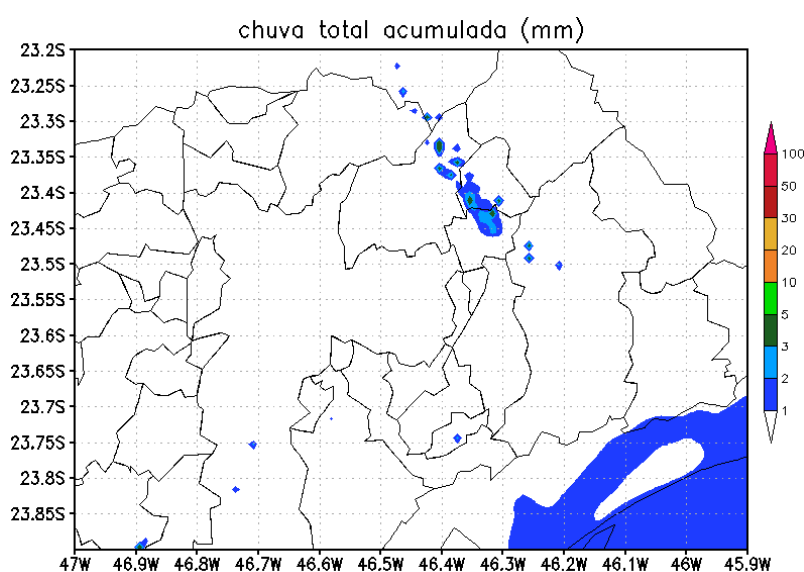 chuva total acumulada (mm)
23.2S
23.25S
23.3S
23.35S
23.4S
23.45S
23.5S
23.55S
23.6S
23.65S
23.7S
23.75S
23.8S
23.85S
47W 46.9W 46.8W 46.7W 46.6W 46.5W 46.4W 46.3W 46.2W 46.1W 46W 45.9W
100
50
30
20
10
5
3
2
1